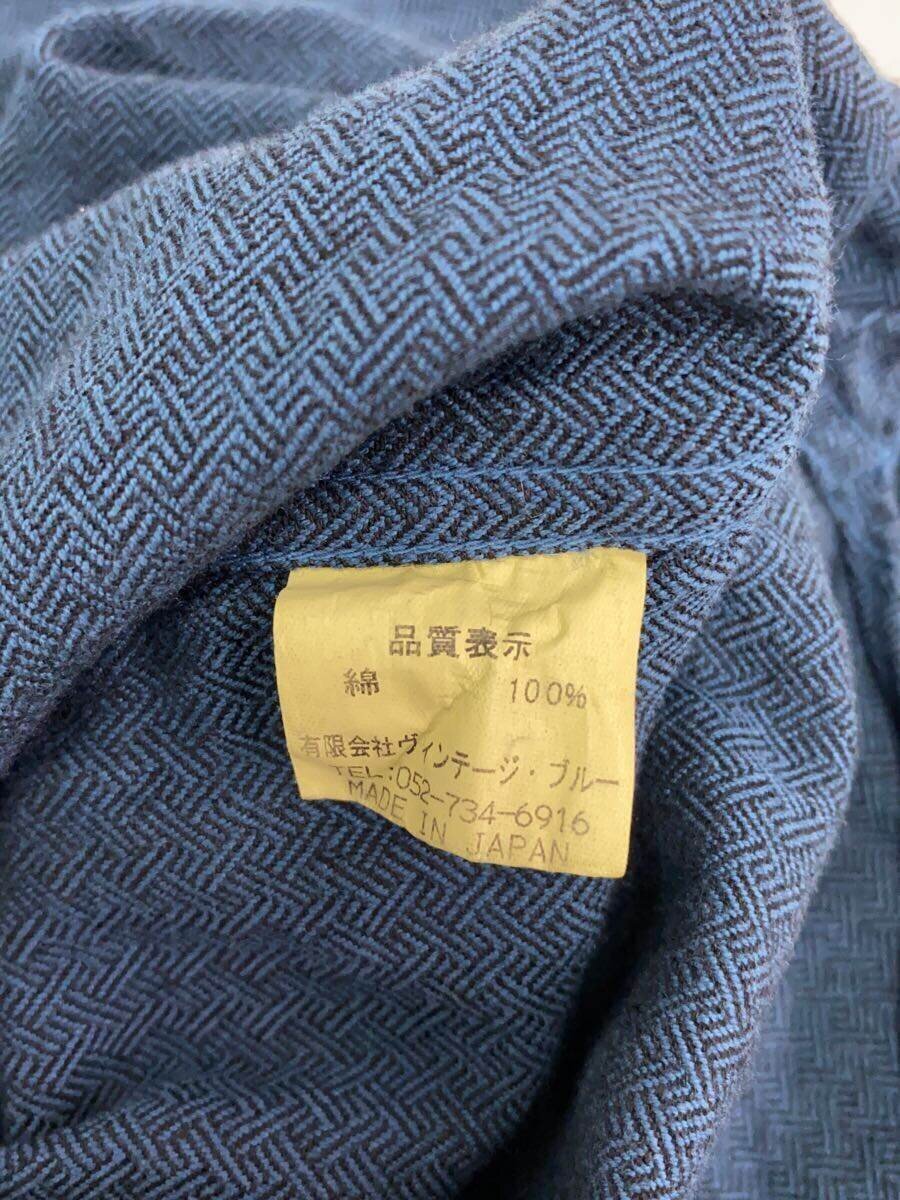 品質表示
綿 100%
有限会社ヴィンテージ・ブルー
TEL:052-734-6916
MADE IN JAPAN